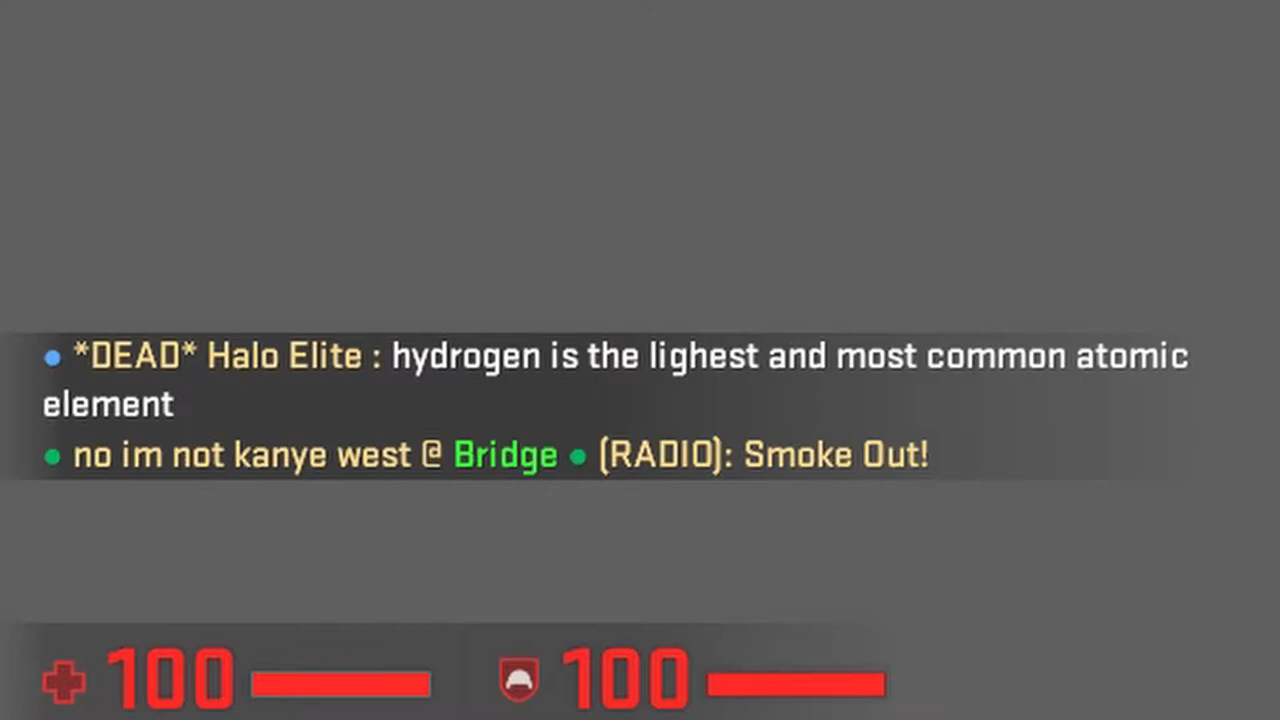 *DEAD* Halo Elite : hydrogen is the lighest and most common atomic
element
no im not kanye west @ Bridge ● (RADIO): Smoke Out!
100 100